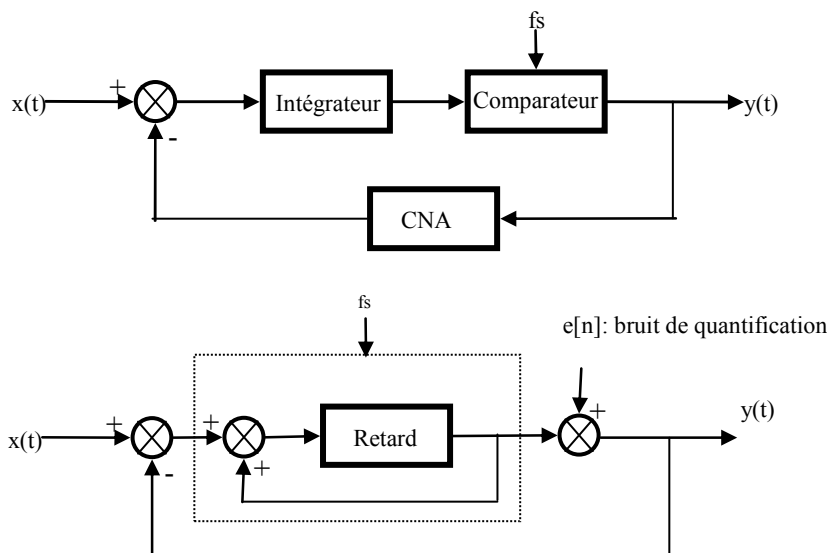 fs
+
x(t)
Intégrateur
Comparateur
y(t)
-
CNA
fs
e[n]: bruit de quantification
+
+
+
y(t)
x(t)
Retard
-
+